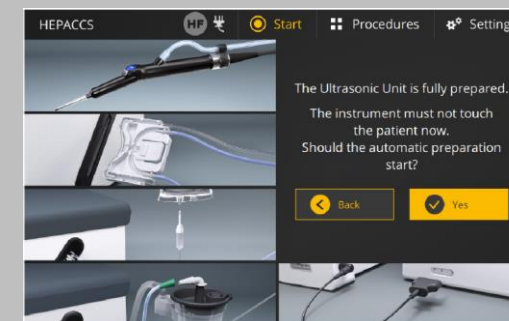 HEPACCS
HF
Start
Procedures
Setting
The Ultrasonic Unit is fully prepared.
The instrument must not touch
the patient now.
Should the automatic preparation
start?
Back
Yes